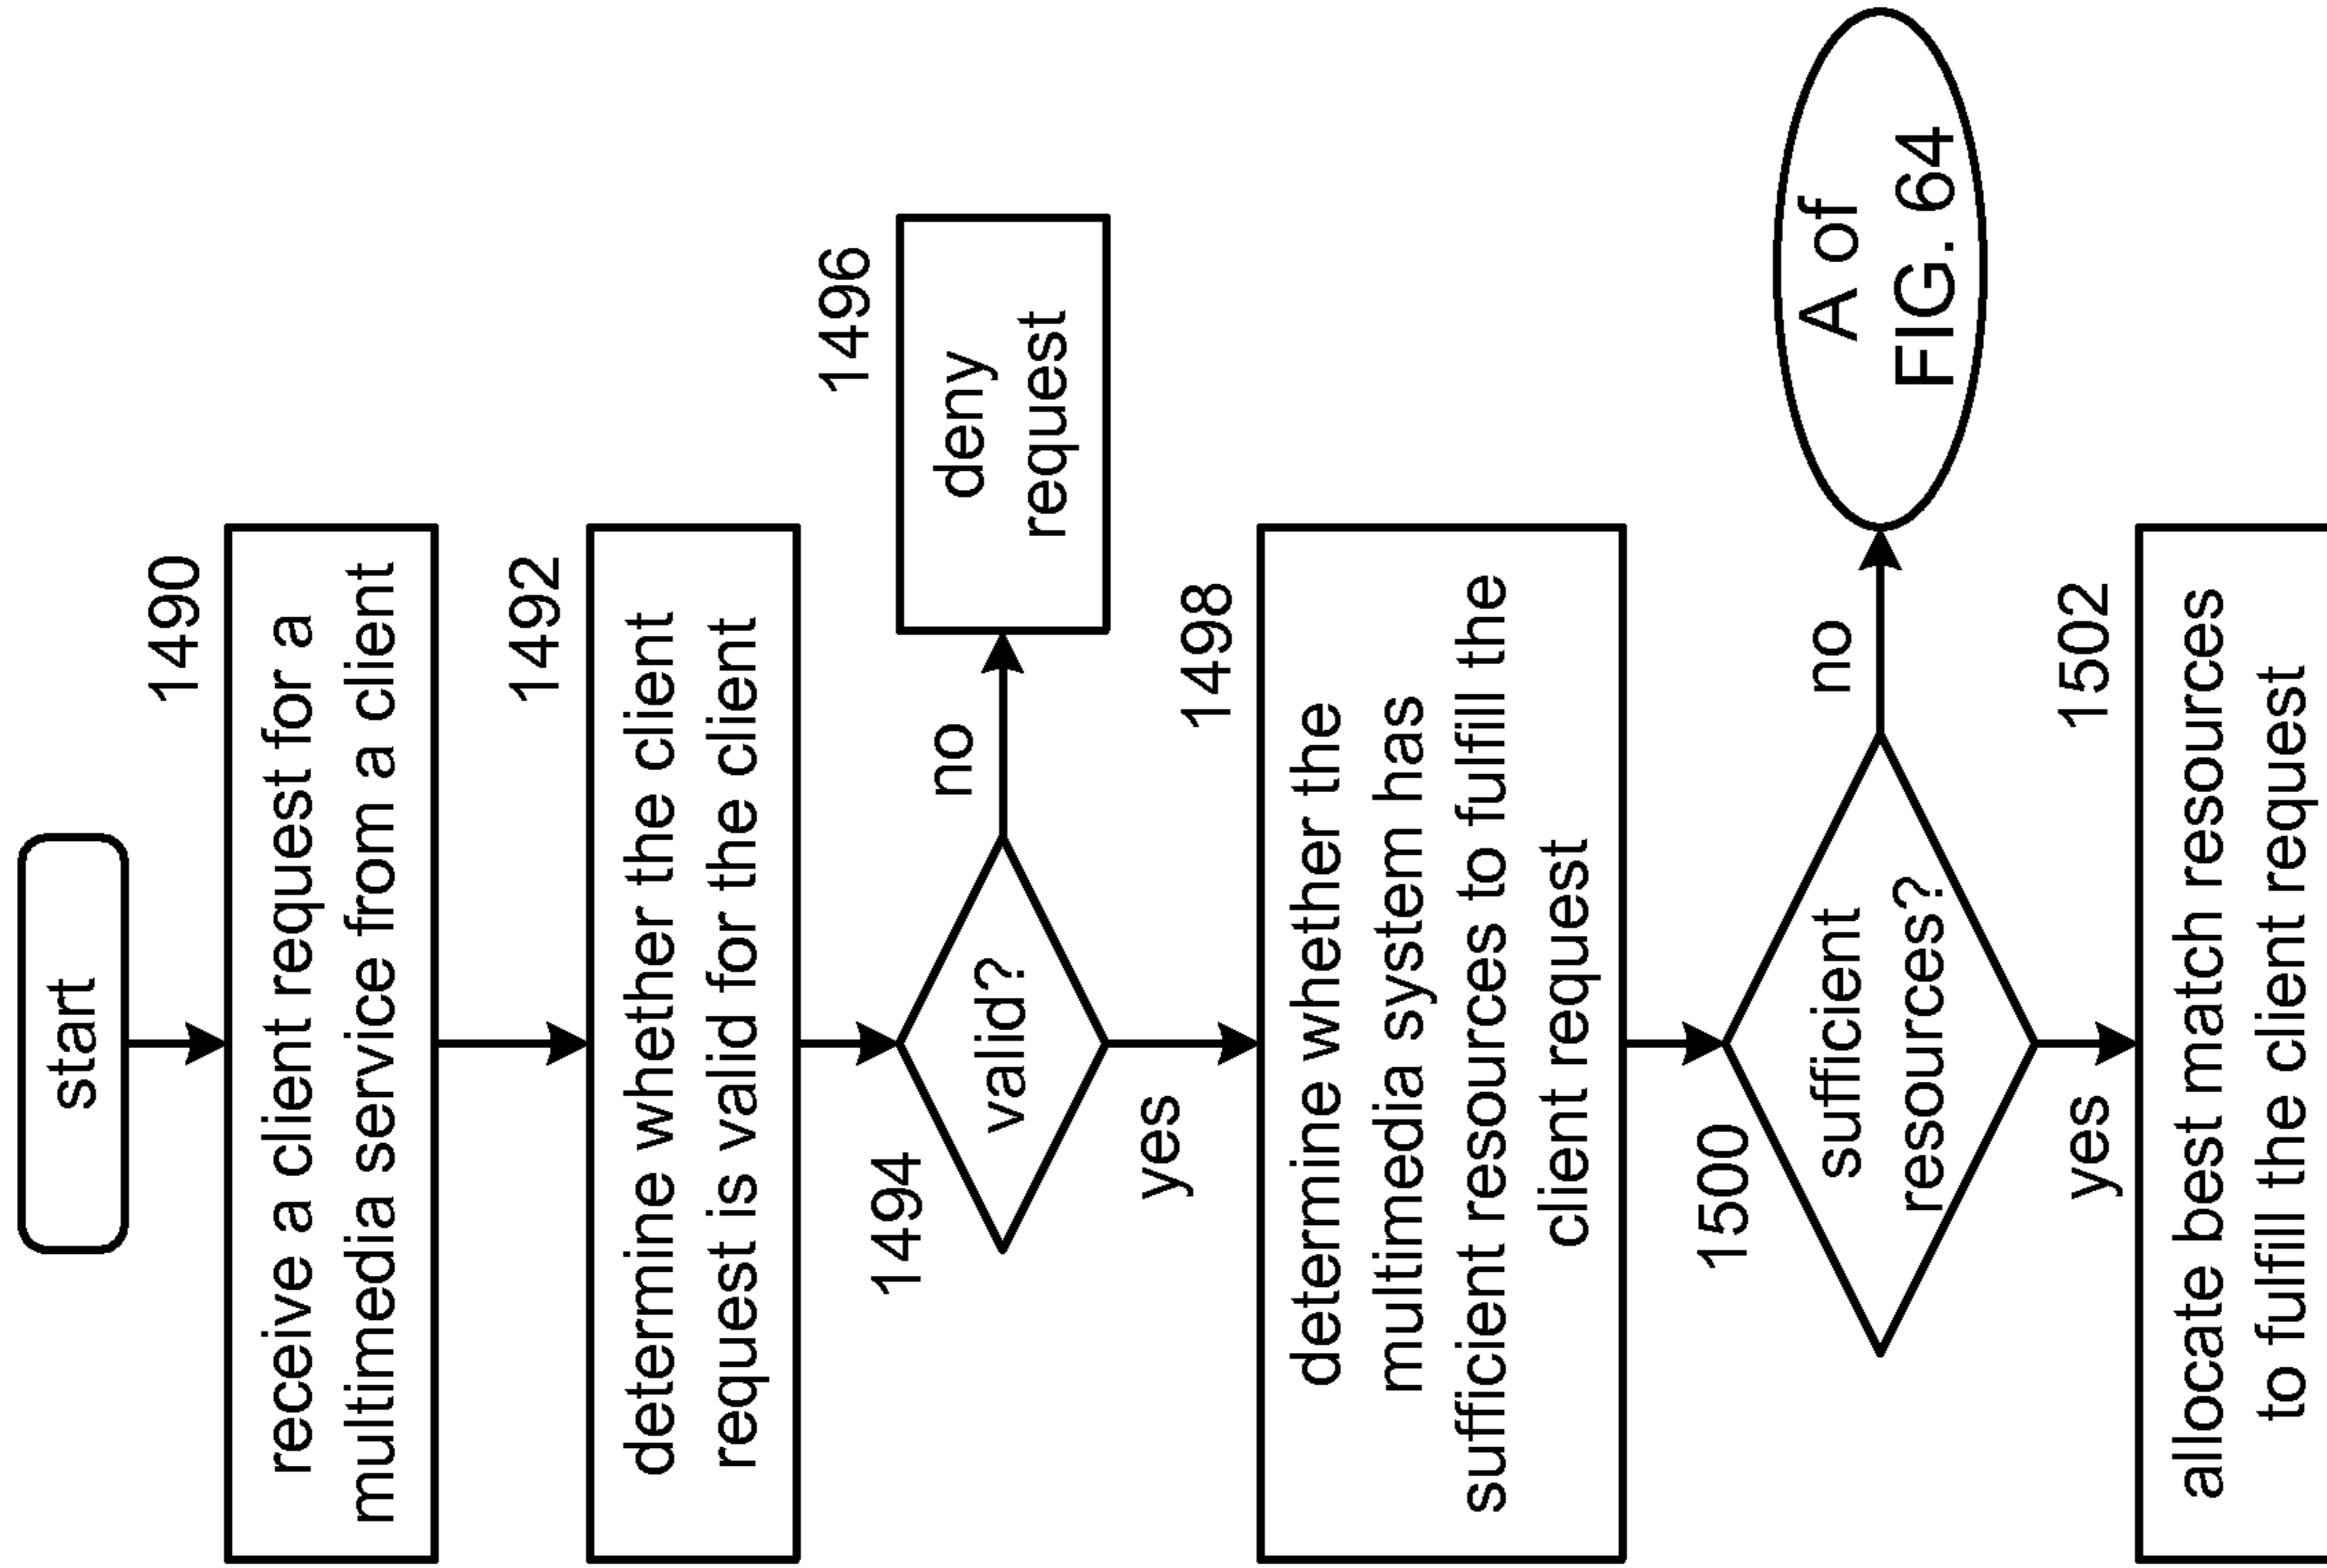 start
1490
receive a client request for a
multimedia service from a client
1492
determine whether the client
request is valid for the client
1494
valid?
no
1496
deny
request
yes
1498
determine whether the
multimedia system has
sufficient resources to fulfill the
client request
1500
sufficient
resources?
no
A of
FIG. 64
yes
1502
allocate best match resources
to fulfill the client request